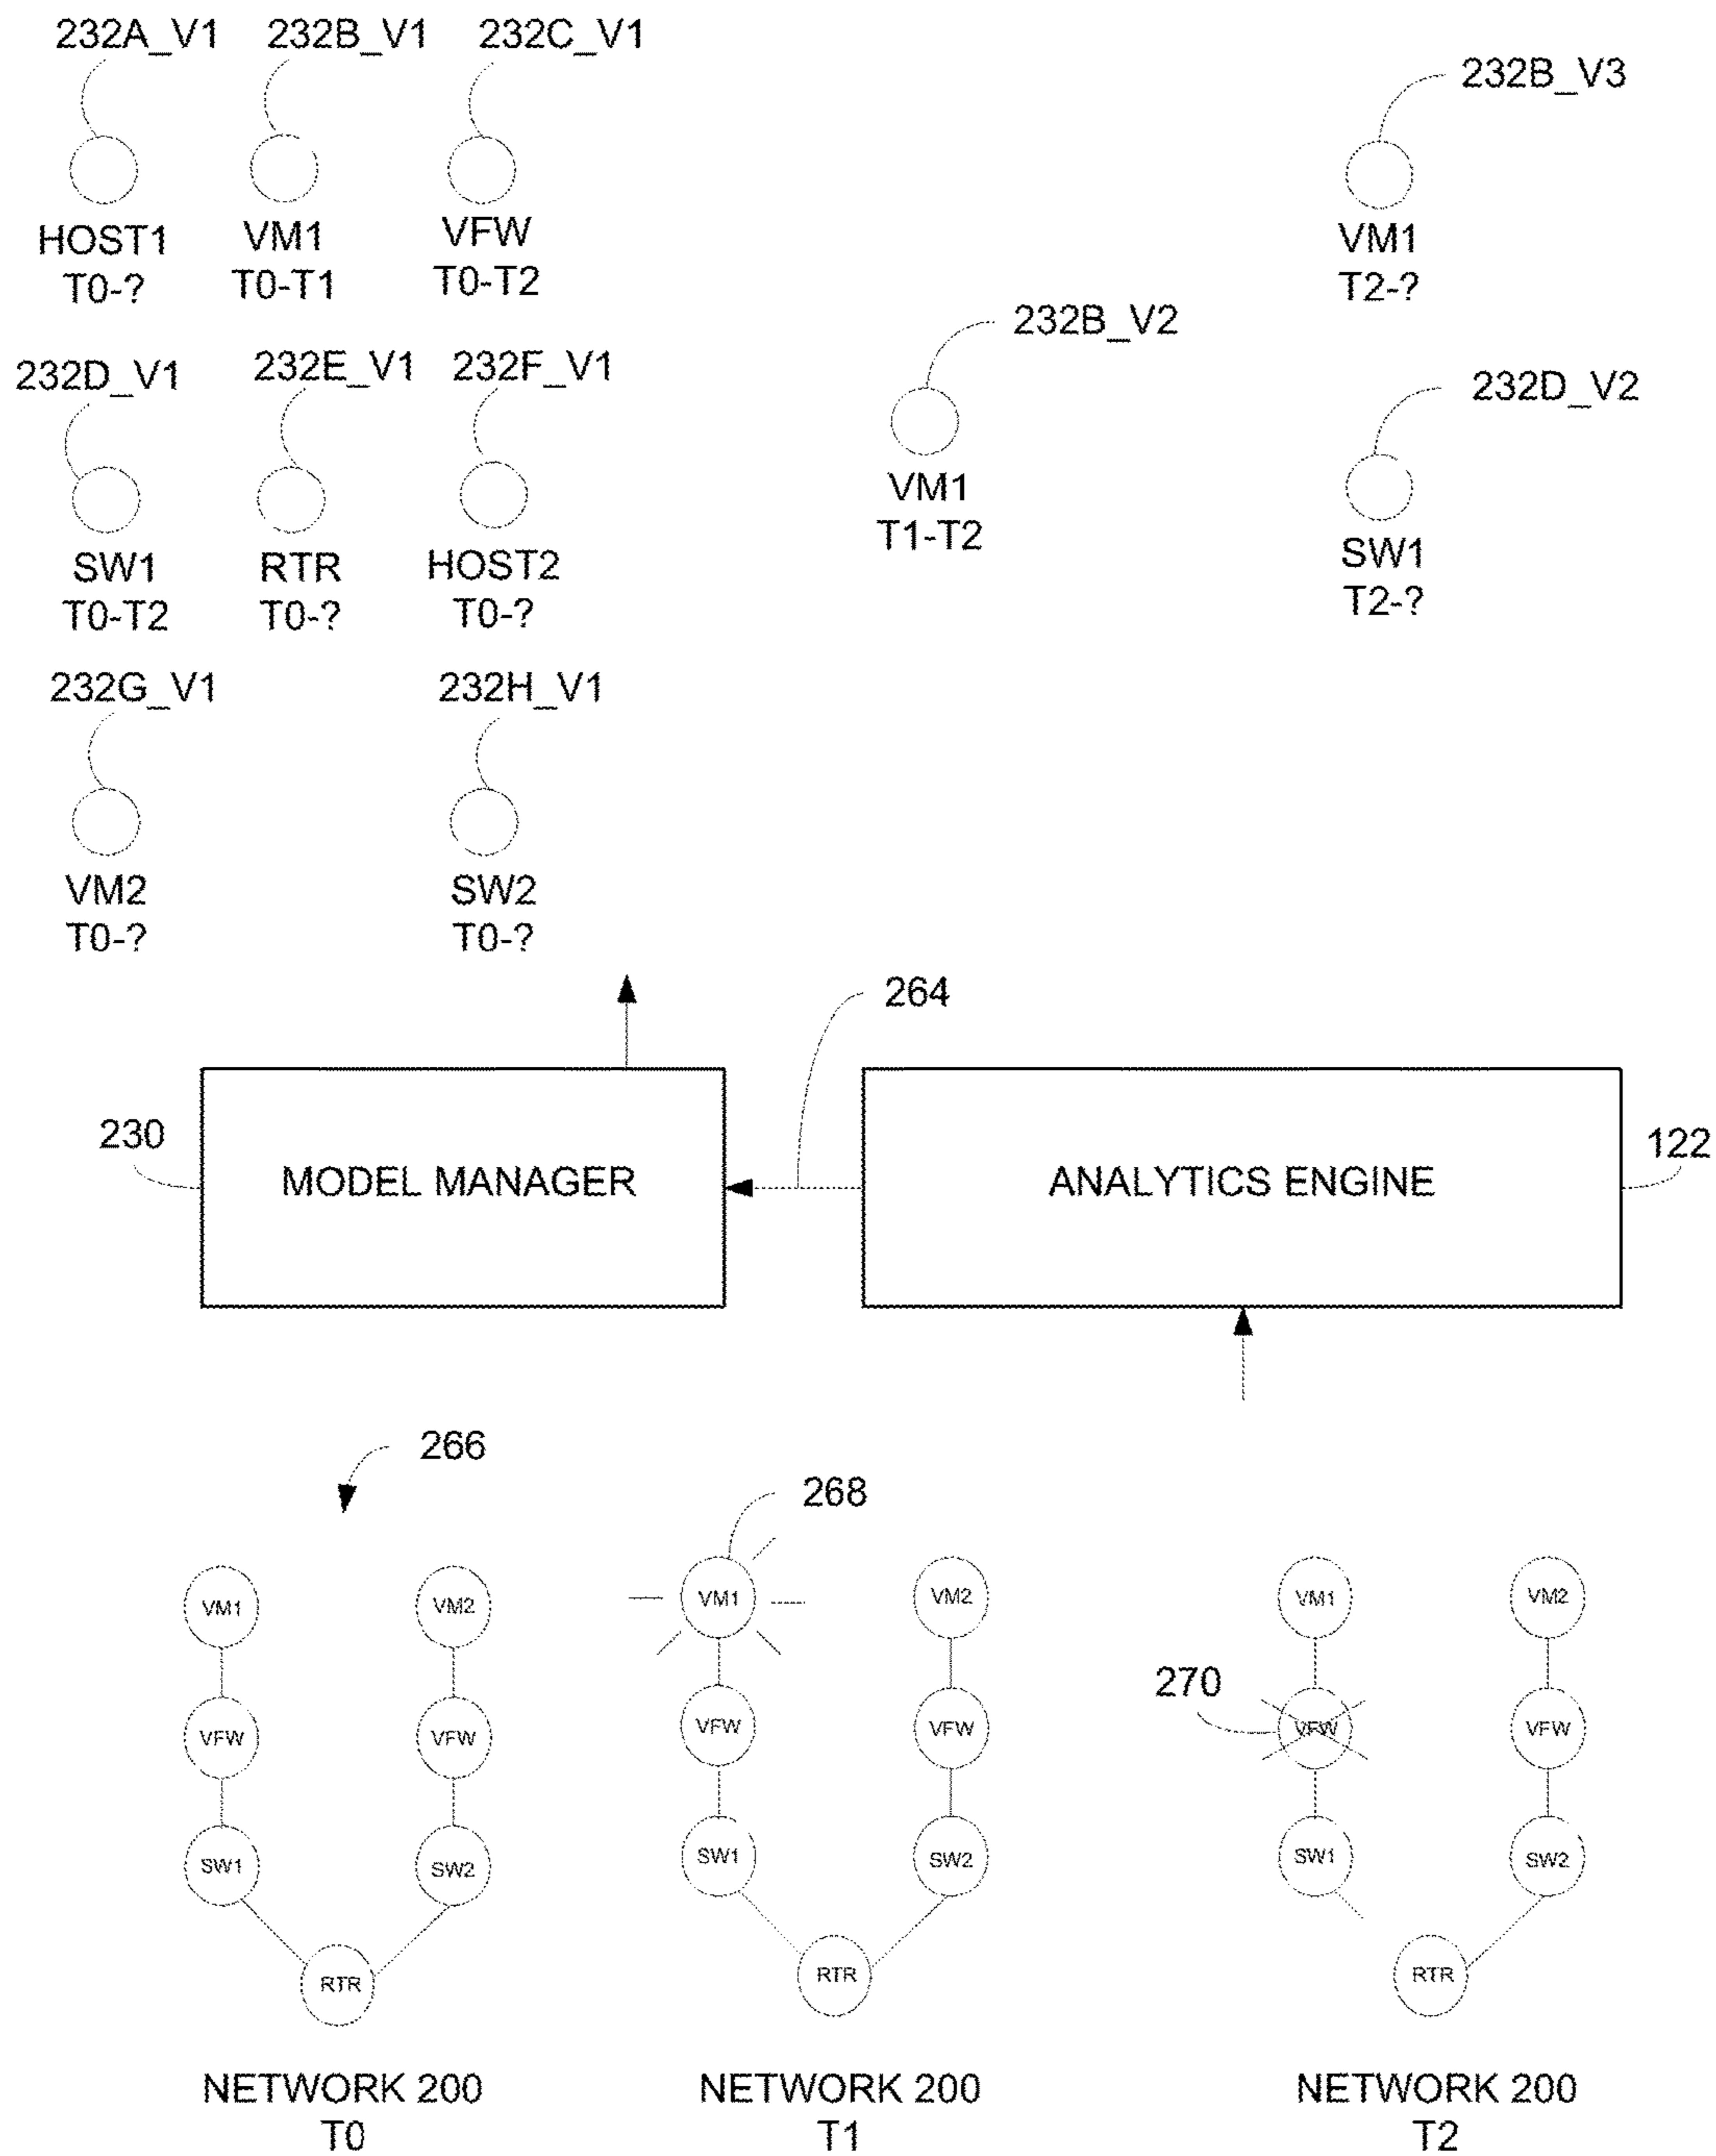 232A_V1 232B_V1 232C_V1
232B_V3
HOST1 VM1 VFW
T0-? T0-T1 T0-T2
VM1
T2-?
232B_V2
232D_V1 232E_V1 232F_V1
232D_V2
VM1
T1-T2
SW1 RTR HOST2
T0-T2 T0-? T0-?
SW1
T2-?
232G_V1 232H_V1
VM2 SW2
T0-? T0-?
264
230
MODEL MANAGER
ANALYTICS ENGINE
122
266
268
VM1 VM2 VM1 VM2 VM1 VM2
270
VFW VFW VFW VFW VFW VFW
SW1 SW2 SW1 SW2 SW1 SW2
RTR RTR RTR
NETWORK 200 NETWORK 200 NETWORK 200
T0 T1 T2